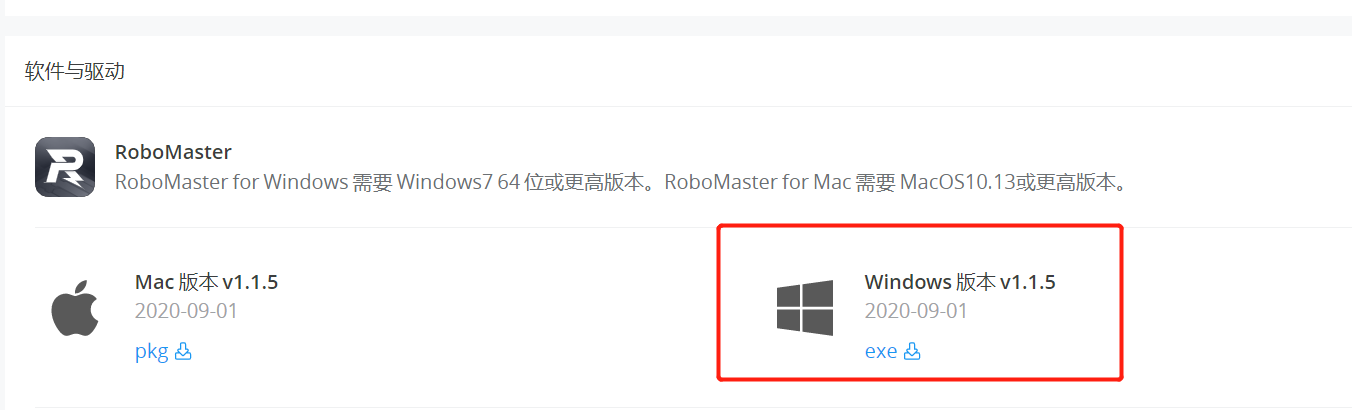 软件与驱动
RoboMaster
RoboMaster for Windows 需要 Windows7 64 位或更高版本。RoboMaster for Mac 需要 MacOS10.13或更高版本。
Mac 版本 v1.1.5
2020-09-01
pkg
Windows 版本 v1.1.5
2020-09-01
exe